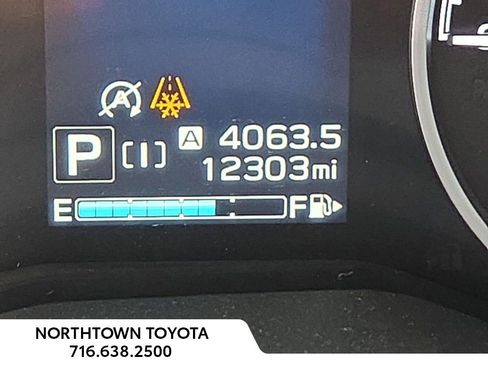 A
P [I] A 4063.5
12303mi
E F
NORTHTOWN TOYOTA
716.638.2500